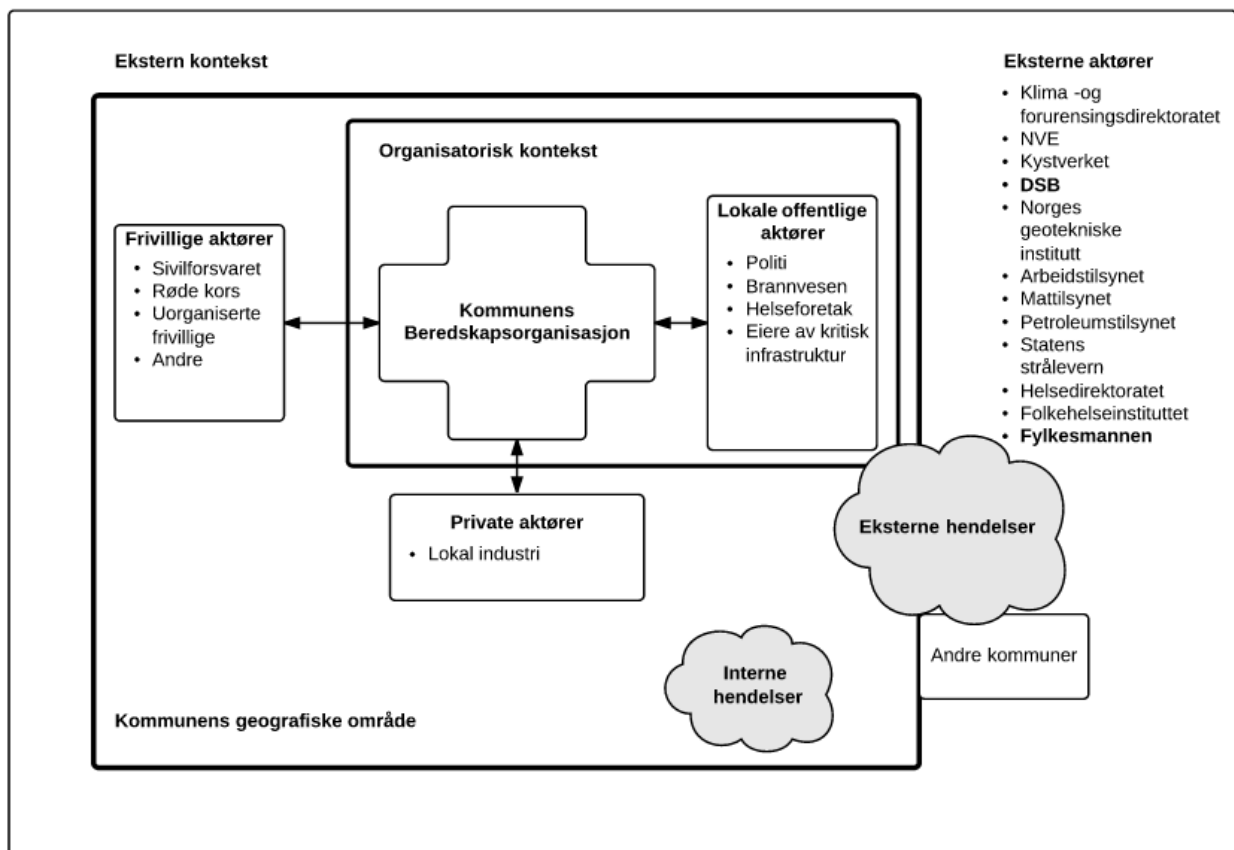 Ekstern kontekst
Organisatorisk kontekst
Frivillige aktører
• Sivilforsvaret
• Røde kors
• Uorganiserte
frivillige
• Andre
Kommunens
Beredskapsorganisasjon
Lokale offentlige
aktører
• Politi
• Brannvesen
• Helseforetak
• Eiere av kritisk
infrastruktur
Private aktører
• Lokal industri
Interne
hendelser
Kommunens geografiske område
Eksterne aktører
• Klima -og
forurensingsdirektoratet
• NVE
• Kystverket
• DSB
• Norges
geotekniske
institutt
• Arbeidstilsynet
• Mattilsynet
• Petroleumstilsynet
• Statens
strålevern
• Helsedirektoratet
• Folkehelseinstituttet
• Fylkesmannen
Eksterne hendelser
Andre kommuner